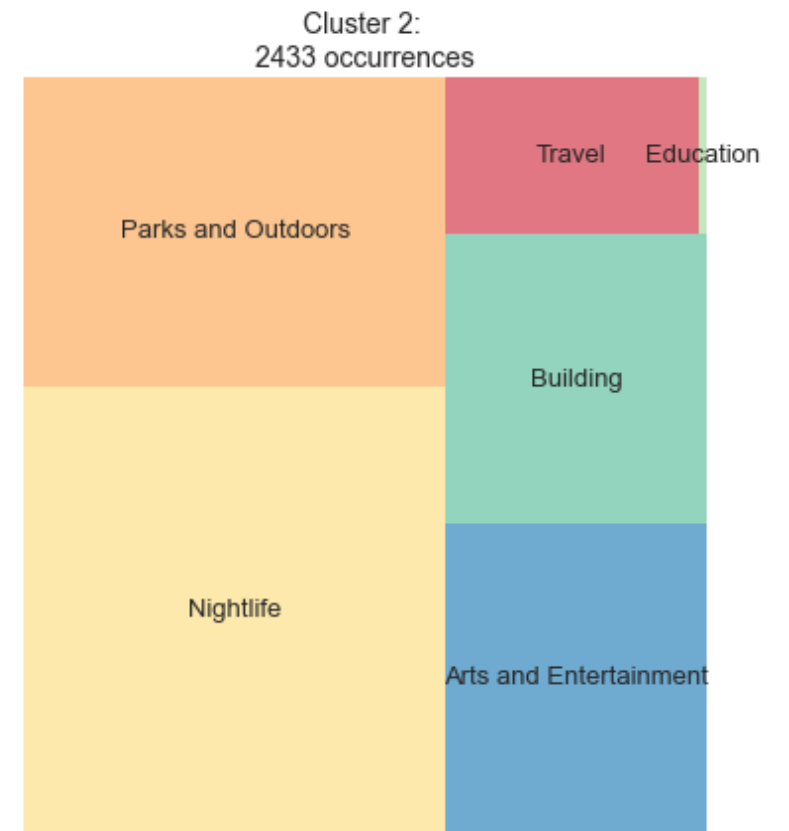 Cluster 2:
2433 occurrences
Travel
Education
Parks and Outdoors
Building
Nightlife
Arts and Entertainment